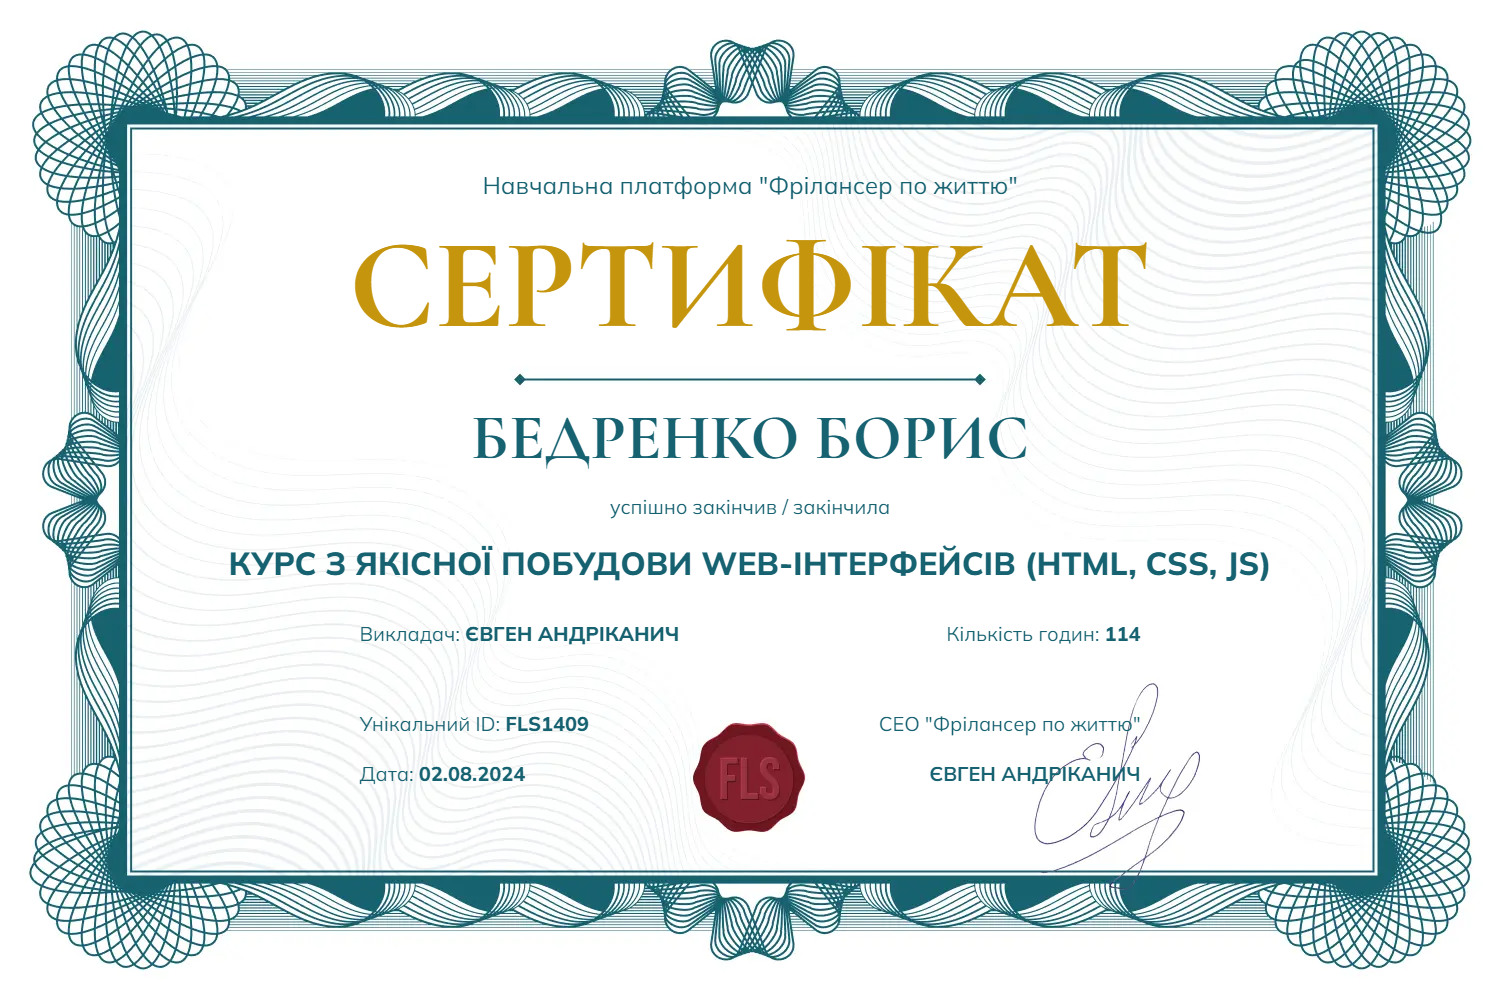 Навчальна платформа "Фрілансер по життю"
СЕРТИФІКАТ
БЕДРЕНКО БОРИС
успішно закінчив / закінчила
КУРС З ЯКІСНОЇ ПОБУДОВИ WEB-ІНТЕРФЕЙСІВ (HTML, CSS, JS)
Викладач: ЄВГЕН АНДРІКАНИЧ
Кількість годин: 114
Унікальний ID: FLS1409
CEO "Фрілансер по життю"
Дата: 02.08.2024
ЄВГЕН АНДРІКАНИЧ
FLS